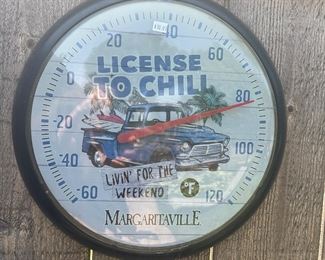 LICENSE
TO CHILL
LIVIN' FOR THE
WEEKEND
°F
MARGARITAVILLE
-60
-40
-20
0
20
40
60
80
100
120